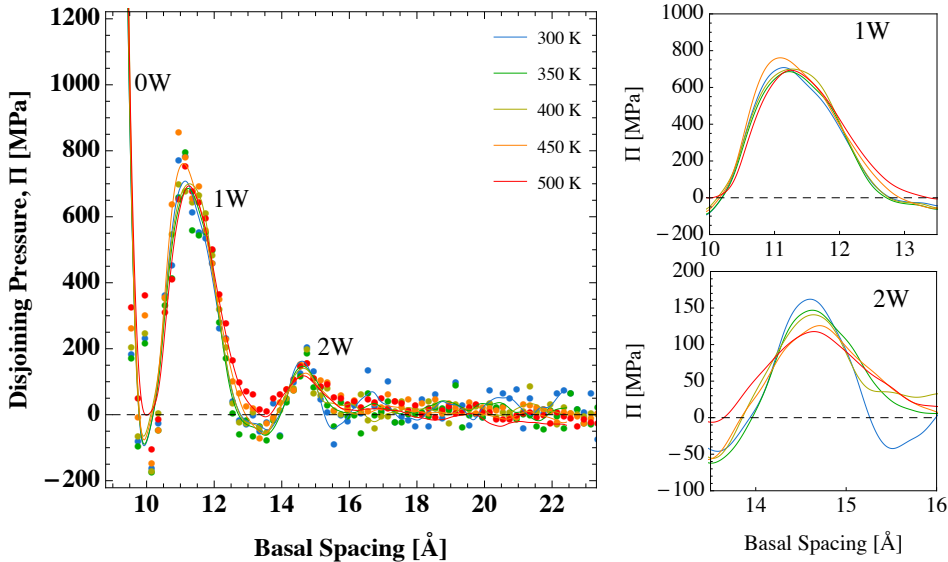 1200
1000
800
600
400
200
0
−200
10
12
14
16
18
20
22
Disjoining Pressure, Π [MPa]
Basal Spacing [Å]
0W
1W
2W
300 K
350 K
400 K
450 K
500 K
1000
800
600
400
200
0
−200
10
11
12
13
Π [MPa]
1W
200
150
100
50
0
−50
−100
14
15
16
Π [MPa]
2W
Basal Spacing [Å]